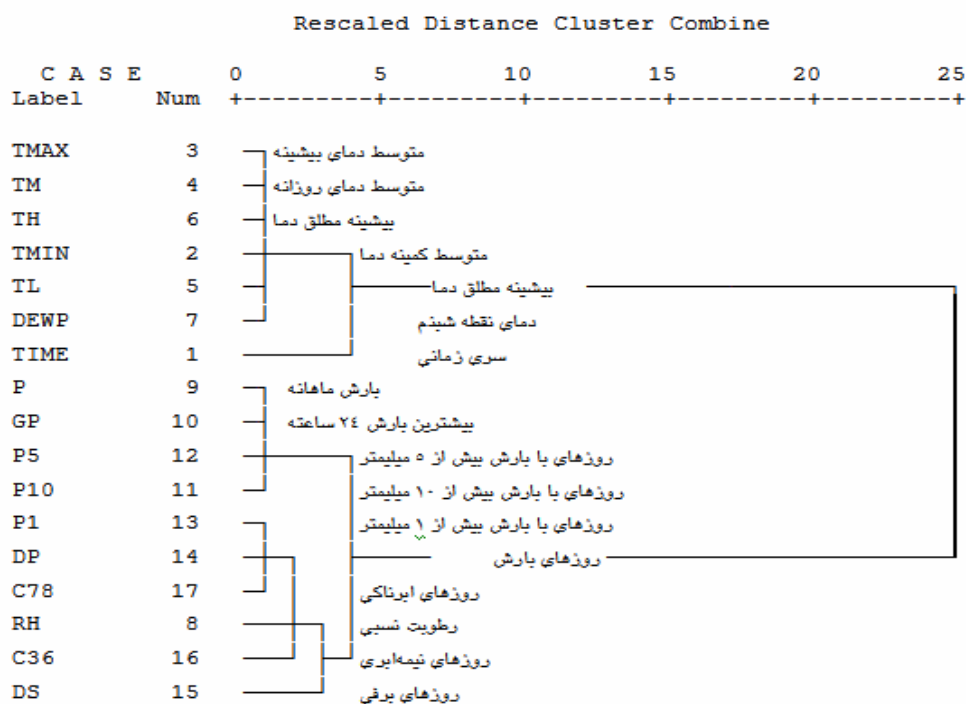 Rescaled Distance Cluster Combine
C A S E 0 5 10 15 20 25
Label Num
TMAX 3 متوسط دمای بیشینه
TM 4 متوسط دمای روزانه
TH 6 بیشینه مطلق دما
TMIN 2 متوسط کمینه دما
TL 5 بیشینه مطلق دما
DEWP 7 دمای نقطه شبنم
TIME 1 سری زمانی
P 9 بارش ماهانه
GP 10 بیشترین بارش ٢٤ ساعته
P5 12 روزهای با بارش بیش از ٥ میلیمتر
P10 11 روزهای با بارش بیش از ١٠ میلیمتر
P1 13 روزهای با بارش بیش از ١ میلیمتر
DP 14 روزهای بارش
C78 17 روزهای ابرناکی
RH 8 رطوبت نسبی
C36 16 روزهای نیمه‌ابری
DS 15 روزهای برفی